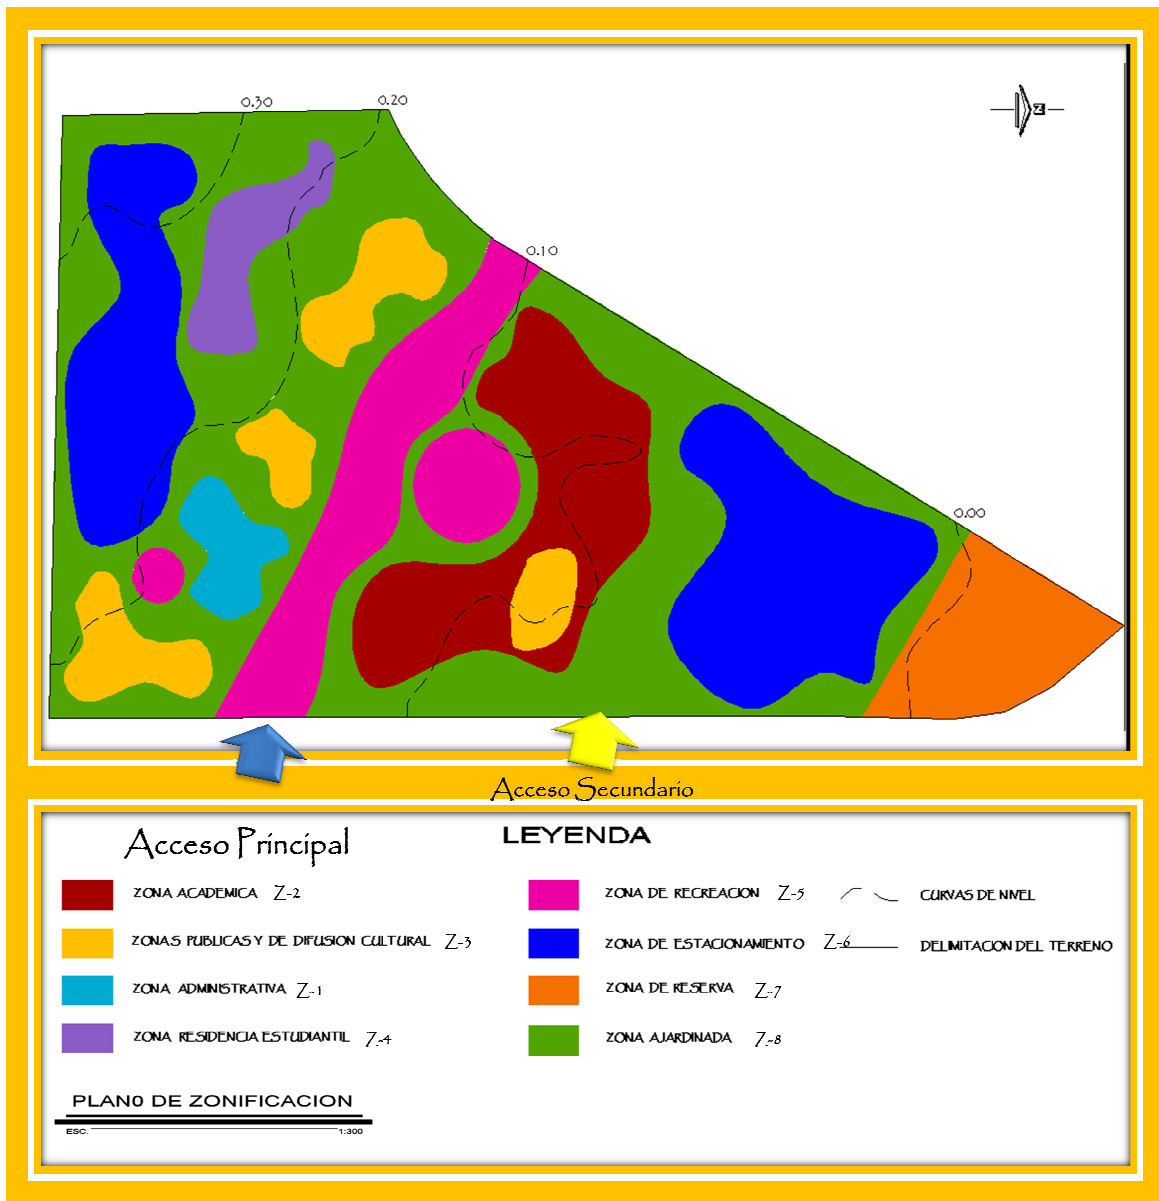 0.30
0.20
N
0.10
0.00
Acceso Secundario
Acceso Principal
LEYENDA
ZONA ACADEMICA Z-2
ZONAS PUBLICAS Y DE DIFUSION CULTURAL Z-3
ZONA ADMINISTRATIVA Z-1
ZONA RESIDENCIA ESTUDIANTIL Z-4
ZONA DE RECREACION Z-5
ZONA DE ESTACIONAMIENTO Z-6
ZONA DE RESERVA Z-7
ZONA AJARDINADA Z-8
CURVAS DE NIVEL
DELIMITACION DEL TERRENO
PLANO DE ZONIFICACION
ESC. 1:300